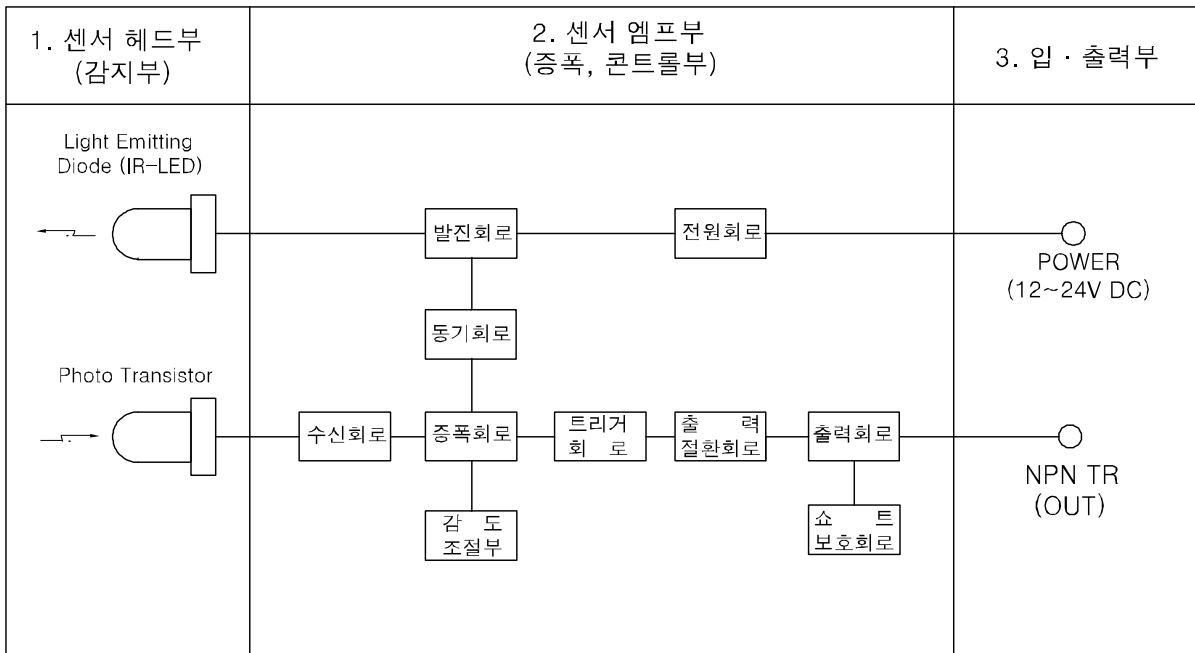 1. 센서 헤드부
(감지부)
2. 센서 엠프부
(증폭, 콘트롤부)
3. 입 · 출력부
Light Emitting
Diode (IR-LED)
발진회로
전원회로
POWER
(12~24V DC)
동기회로
Photo Transistor
수신회로
증폭회로
트리거
회 로
출 력
절환회로
출력회로
NPN TR
(OUT)
감 도
조절부
쇼 트
보호회로